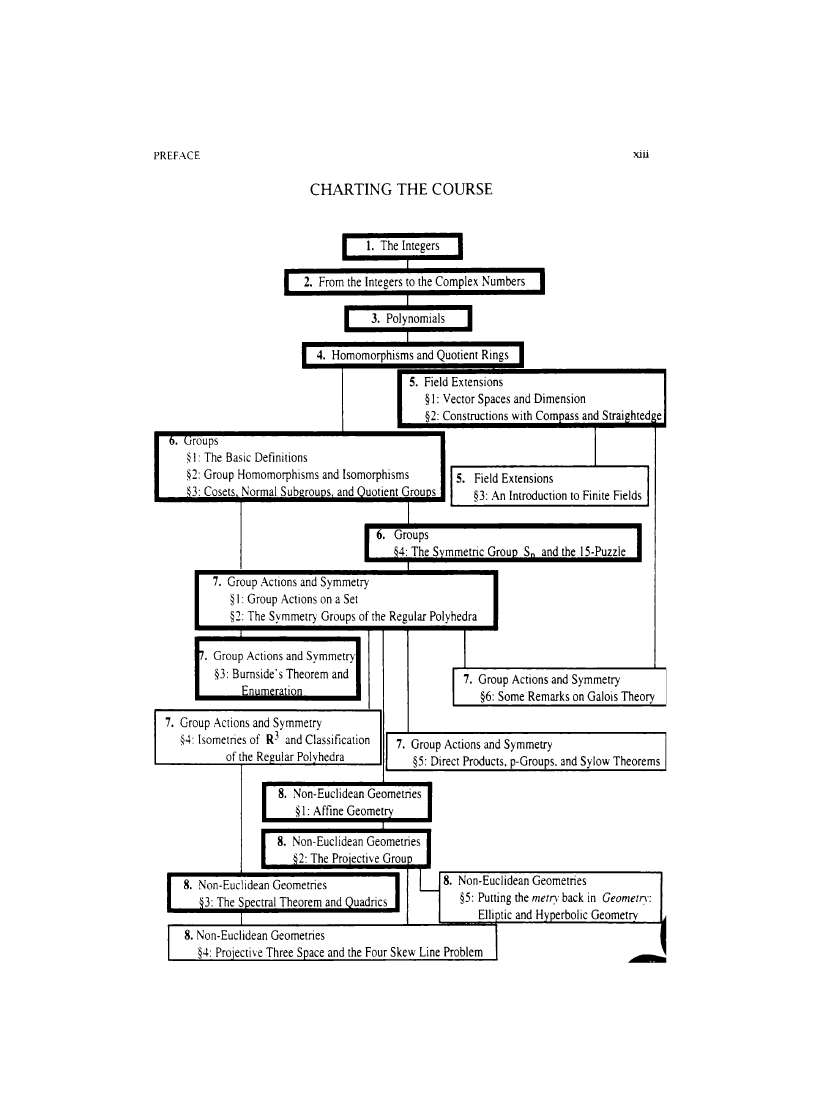 PREFACE
xiii
CHARTING THE COURSE
1. The Integers
2. From the Integers to the Complex Numbers
3. Polynomials
4. Homomorphisms and Quotient Rings
5. Field Extensions
§1: Vector Spaces and Dimension
§2: Constructions with Compass and Straightedge
6. Groups
§1: The Basic Definitions
§2: Group Homomorphisms and Isomorphisms
§3: Cosets, Normal Subgroups, and Quotient Groups
5. Field Extensions
§3: An Introduction to Finite Fields
6. Groups
§4: The Symmetric Group Sn and the 15-Puzzle
7. Group Actions and Symmetry
§1: Group Actions on a Set
§2: The Symmetry Groups of the Regular Polyhedra
7. Group Actions and Symmetry
§3: Burnside's Theorem and
Enumeration
7. Group Actions and Symmetry
§6: Some Remarks on Galois Theory
7. Group Actions and Symmetry
§4: Isometries of R³ and Classification
of the Regular Polyhedra
7. Group Actions and Symmetry
§5: Direct Products, p-Groups, and Sylow Theorems
8. Non-Euclidean Geometries
§1: Affine Geometry
8. Non-Euclidean Geometries
§2: The Projective Group
8. Non-Euclidean Geometries
§3: The Spectral Theorem and Quadrics
8. Non-Euclidean Geometries
§5: Putting the metry back in Geometry:
Elliptic and Hyperbolic Geometry
8. Non-Euclidean Geometries
§4: Projective Three Space and the Four Skew Line Problem